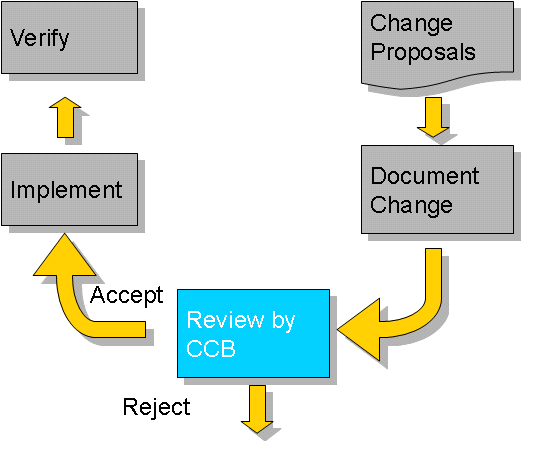 Verify
Change
Proposals
Implement
Document
Change
Accept
Review by
CCB
Reject